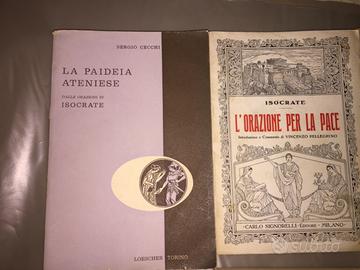 SERGIO CECCHI
LA PAIDEIA
ATENIESE
DALLE ORAZIONI DI
ISOCRATE
LOESCHER TORINO
ISOCRATE
L'ORAZIONE PER LA PACE
Introduzione e Commento di VINCENZO PELLEGRINO
CARLO SIGNORELLI·EDITORE·MILANO
subito